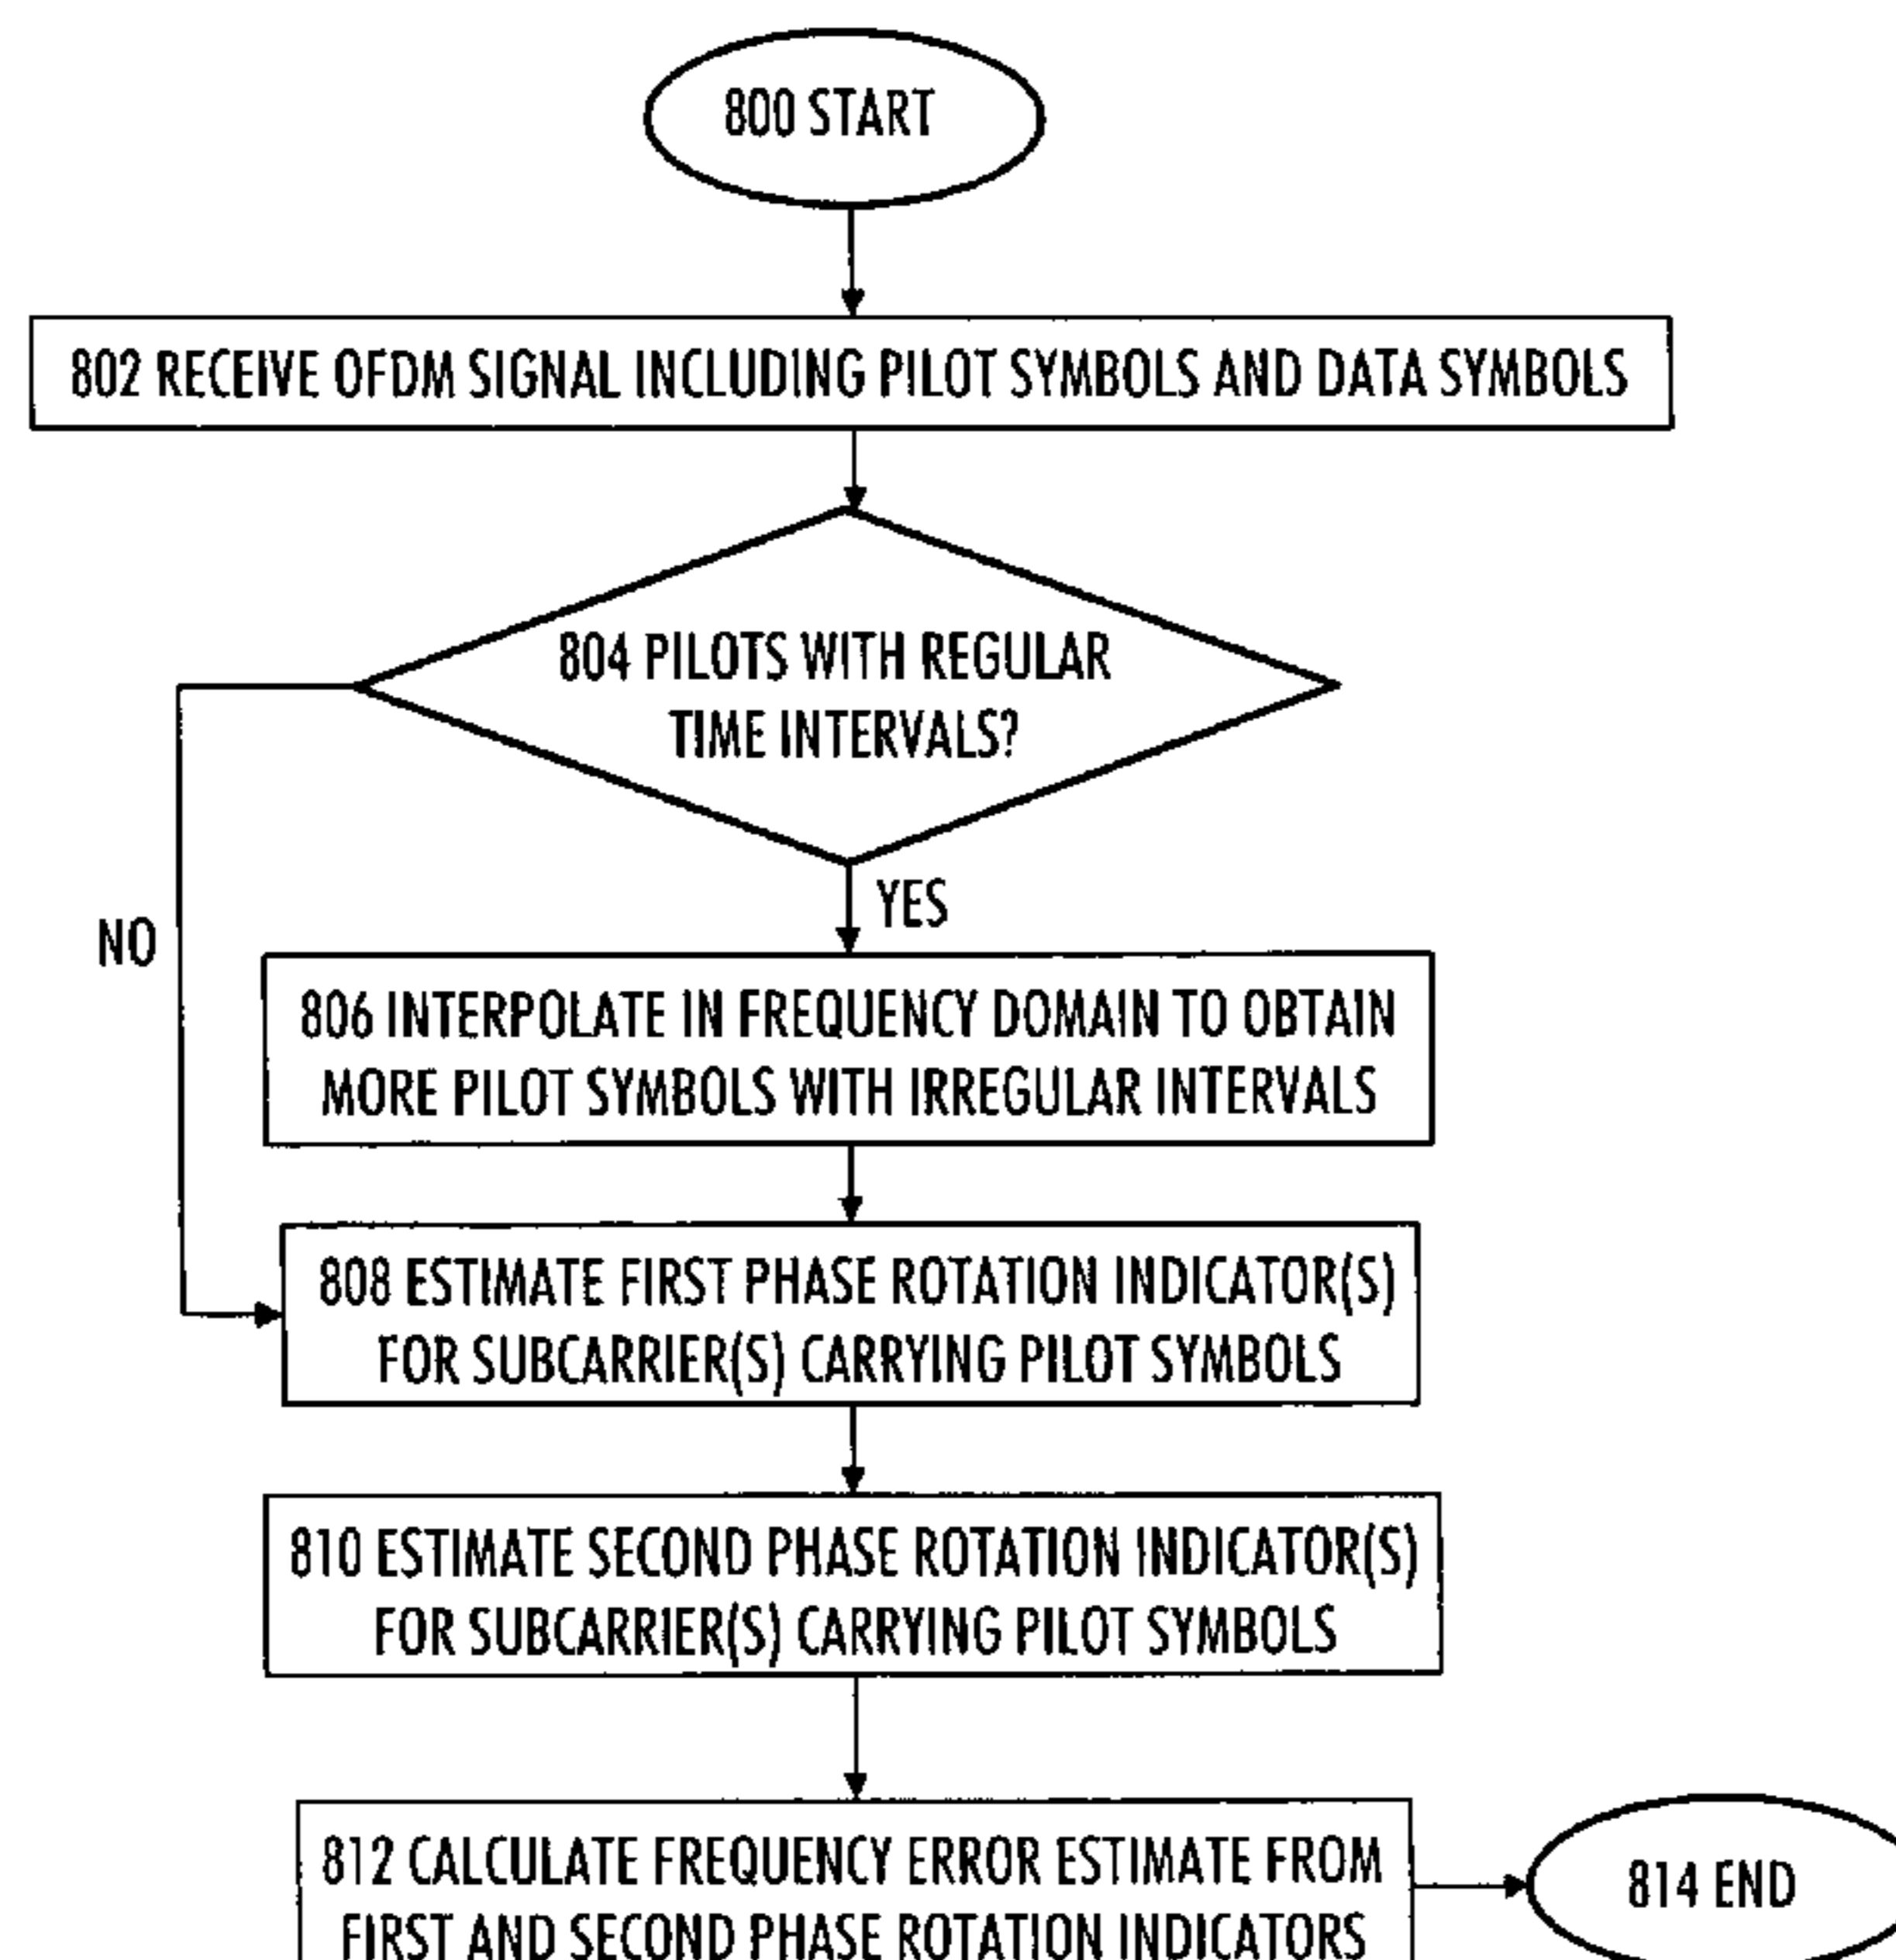 800 START
802 RECEIVE OFDM SIGNAL INCLUDING PILOT SYMBOLS AND DATA SYMBOLS
804 PILOTS WITH REGULAR
TIME INTERVALS?
YES
NO
806 INTERPOLATE IN FREQUENCY DOMAIN TO OBTAIN
MORE PILOT SYMBOLS WITH IRREGULAR INTERVALS
808 ESTIMATE FIRST PHASE ROTATION INDICATOR(S)
FOR SUBCARRIER(S) CARRYING PILOT SYMBOLS
810 ESTIMATE SECOND PHASE ROTATION INDICATOR(S)
FOR SUBCARRIER(S) CARRYING PILOT SYMBOLS
812 CALCULATE FREQUENCY ERROR ESTIMATE FROM
FIRST AND SECOND PHASE ROTATION INDICATORS
814 END